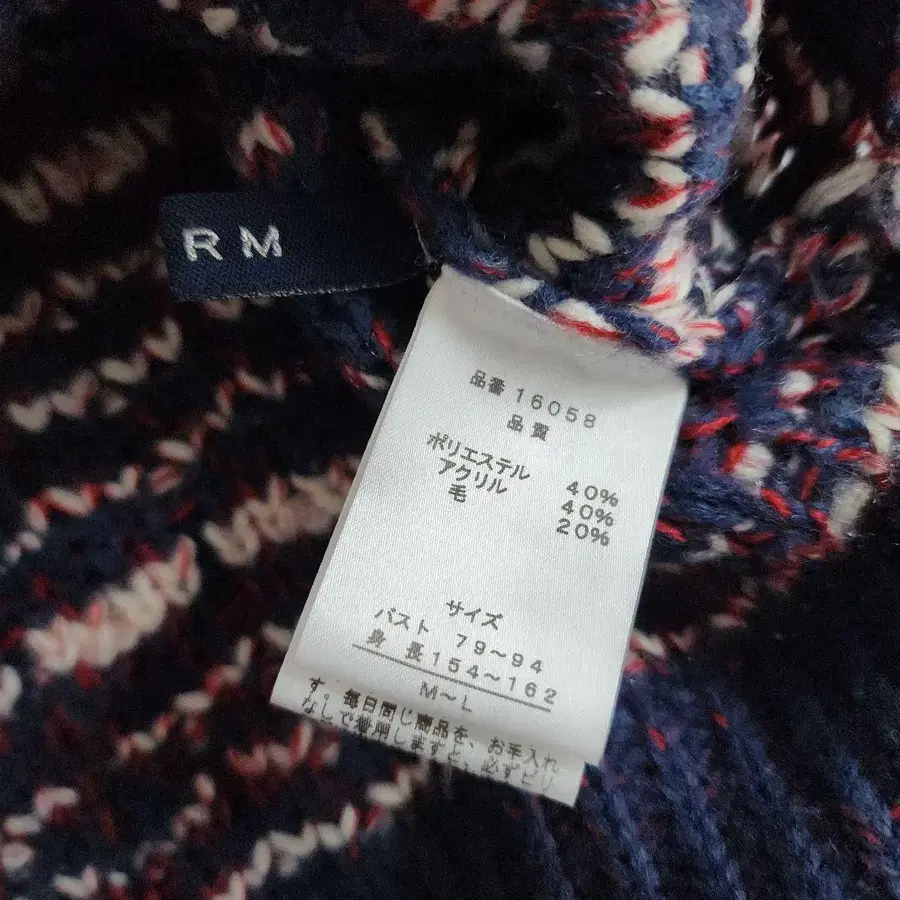 RM
品番 16058
品質
ポリエステル 40%
アクリル 40%
毛 20%
サイズ
バスト 79~94
身長 154~162
M~L
す。毎日同じ商品を、お手入れ
なしで着用しますと、必ずピリ